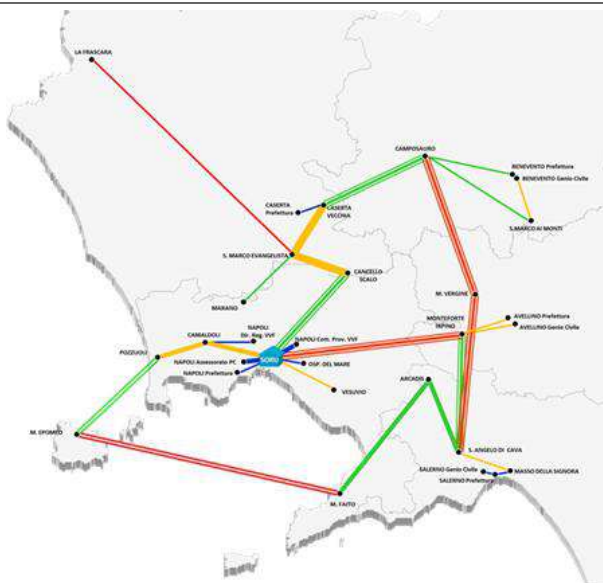 LA FRASCARA
CAMPOSAURO
BENEVENTO Prefettura
BENEVENTO Genio Civile
CASERTA
Prefettura
CASERTA
VECCHIA
S.MARCO AI MONTI
S. MARCO EVANGELISTA
CANCELLO
SCALO
MARANO
M. VERGINE
MONTEFORTE
IRPINO
AVELLINO Prefettura
AVELLINO Genio Civile
CAMALDOLI
NAPOLI
Dir. Reg. VVF
NAPOLI Com. Prov. VVF
POZZUOLI
NAPOLI Assessorato PC
SORU
OSP. DEL MARE
NAPOLI Prefettura
VESUVIO
ARCADIS
M. EPOMEO
S. ANGELO DI CAVA
SALERNO Genio Civile
MASSO DELLA SIGNORA
SALERNO Prefettura
M. FAITO